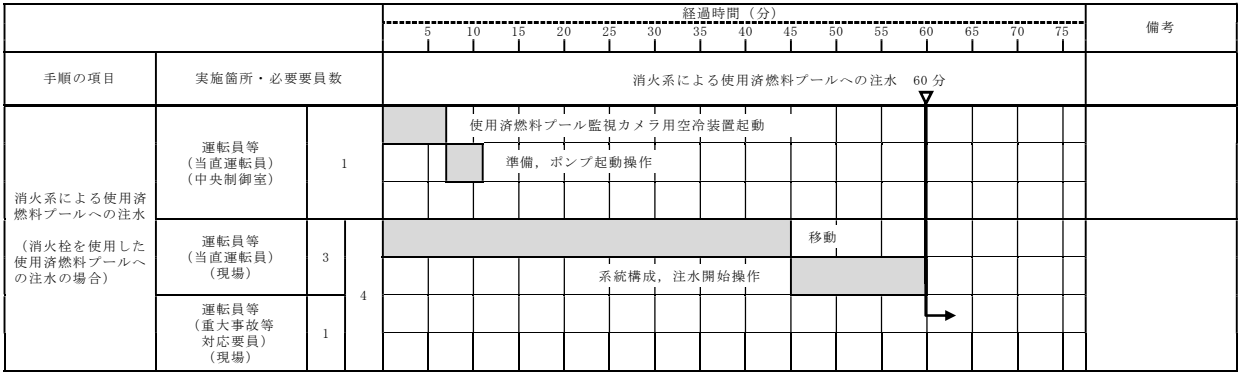 経過時間（分）
5 10 15 20 25 30 35 40 45 50 55 60 65 70 75
備考
手順の項目
実施箇所・必要要員数
消火系による使用済燃料プールへの注水 60分
消火系による使用済
燃料プールへの注水
（消火栓を使用した
使用済燃料プールへ
の注水の場合）
運転員等
（当直運転員）
（中央制御室）
1
使用済燃料プール監視カメラ用空冷装置起動
準備，ポンプ起動操作
運転員等
（当直運転員）
（現場）
3
4
移動
系統構成，注水開始操作
運転員等
（重大事故等
対応要員）
（現場）
1